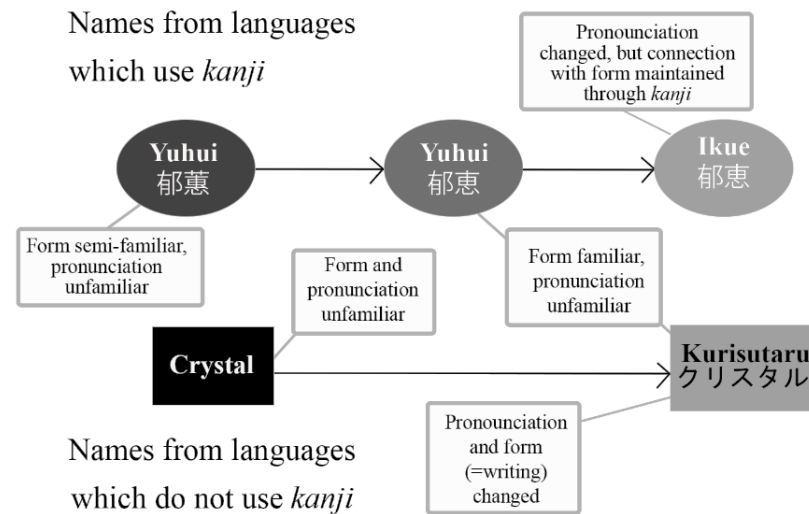 Names from languages
which use kanji
Pronounciation
changed, but connection
with form maintained
through kanji
Yuhui
郁蕙
Yuhui
郁恵
Ikue
郁恵
Form semi-familiar,
pronunciation
unfamiliar
Form and
pronunciation
unfamiliar
Form familiar,
pronunciation
unfamiliar
Crystal
Kurisutaru
クリスタル
Pronounciation
and form
(=writing)
changed
Names from languages
which do not use kanji